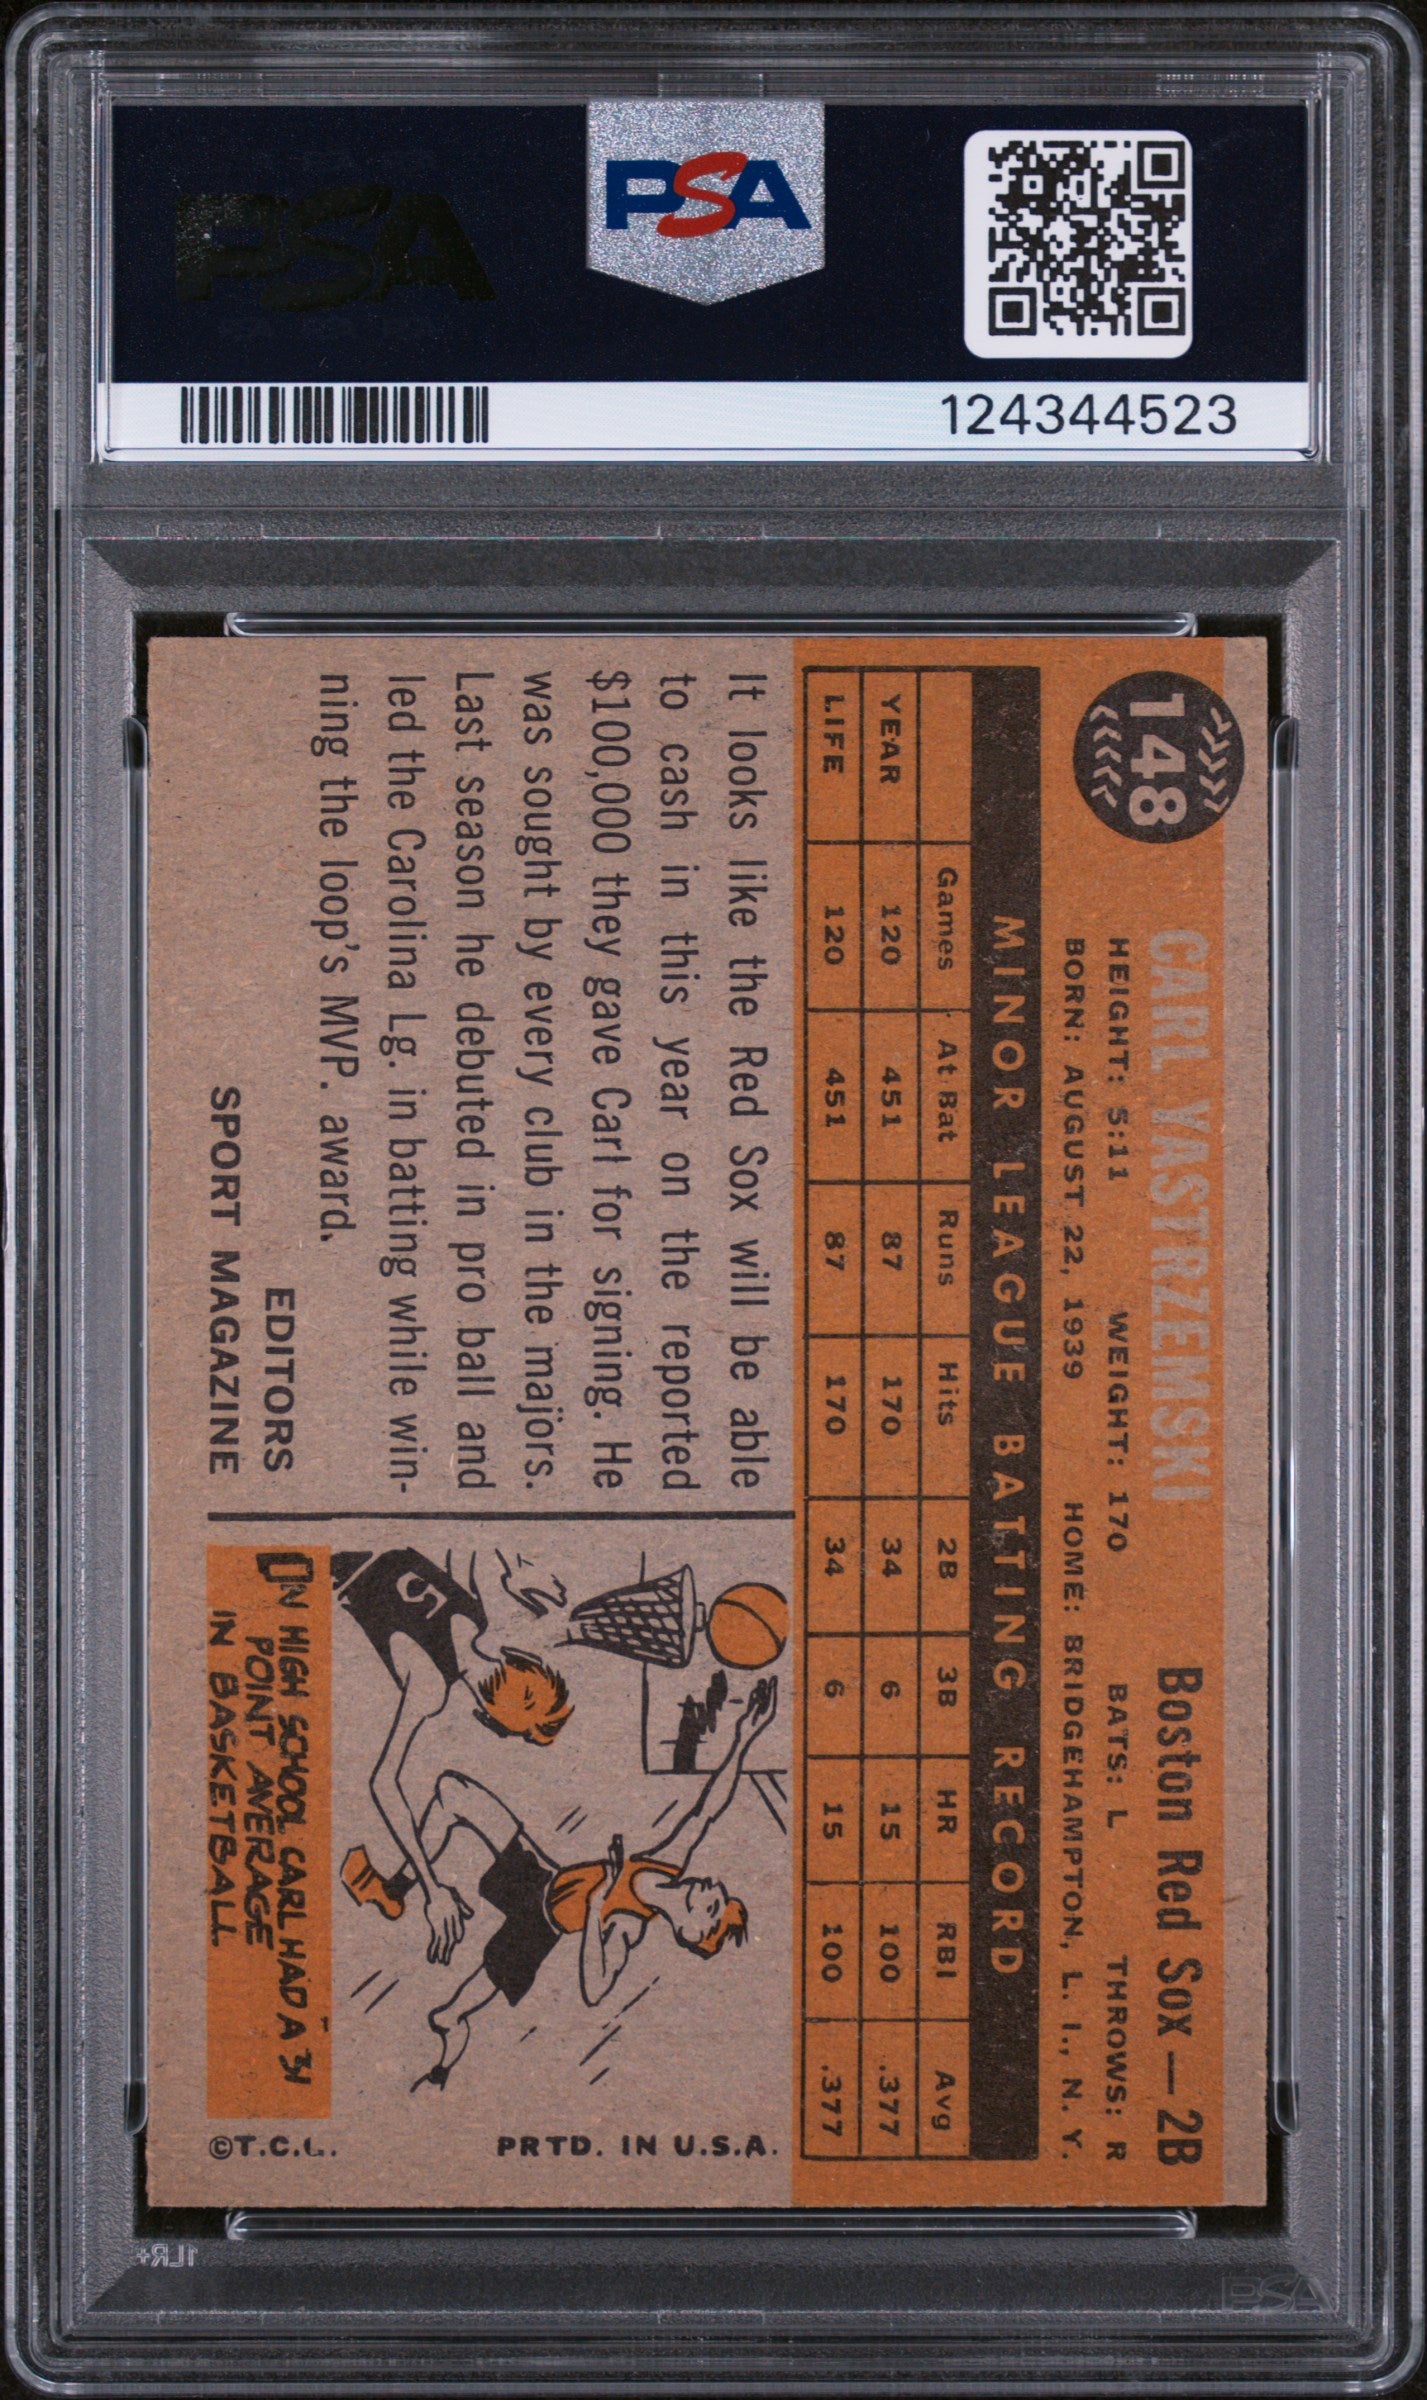 PSA
PSA
124344523
148
CARL YASTRZEMSKI Boston Red Sox — 2B
HEIGHT: 5:11 WEIGHT: 170 BATS: L THROWS: R
BORN: AUGUST 22, 1939 HOME: BRIDGEHAMPTON, L. I., N. Y.
MINOR LEAGUE BATTING RECORD
Games At Bat Runs Hits 2B 3B HR RBI Avg
YEAR 120 451 87 170 34 6 15 100 .377
LIFE 120 451 87 170 34 6 15 100 .377
It looks like the Red Sox will be able
to cash in this year on the reported
$100,000 they gave Carl for signing. He
was sought by every club in the majors.
Last season he debuted in pro ball and
led the Carolina Lg. in batting while win-
ning the loop's MVP. award.
EDITORS
SPORT MAGAZINE
5
IN HIGH SCHOOL CARL HAD A 34
POINT AVERAGE
IN BASKETBALL
PRTD. IN U.S.A.
©T.C.G.
1LR+
PSA